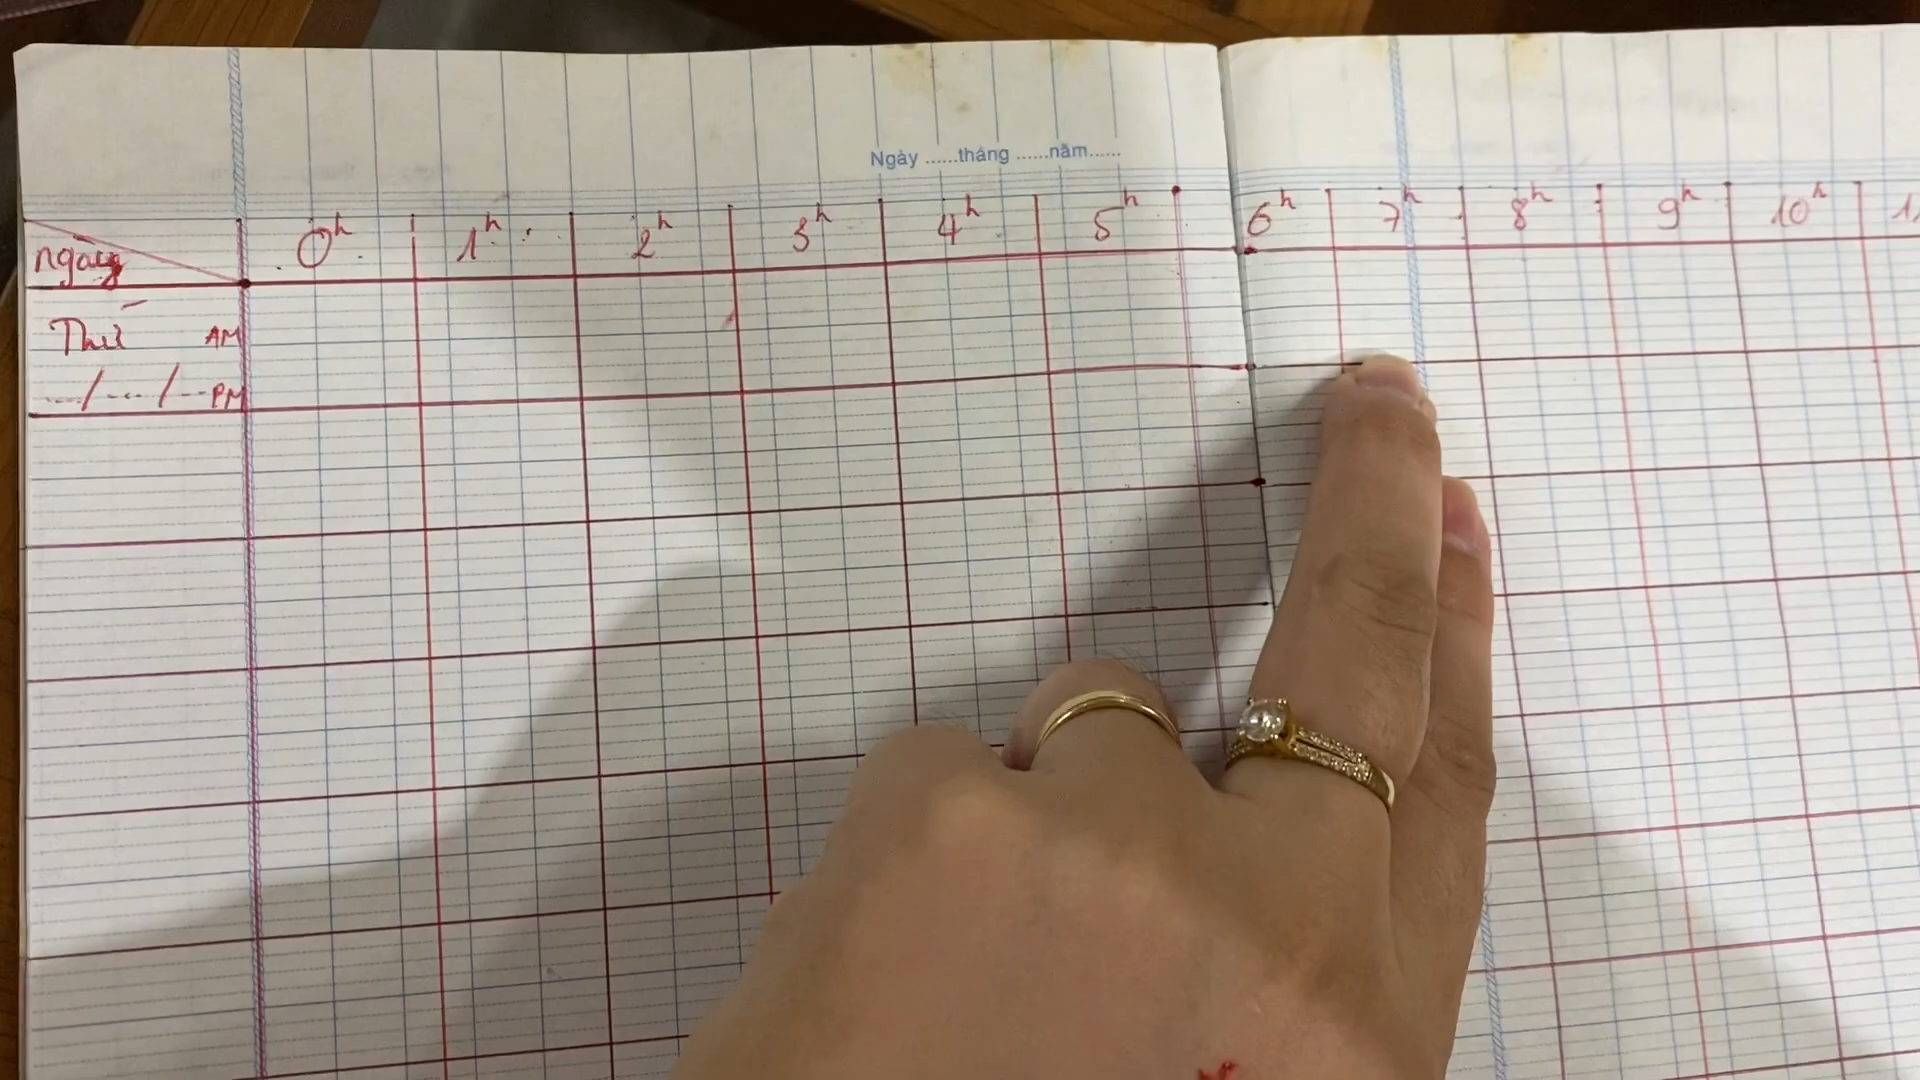 Ngày ......tháng ......năm......
0h 1h 2h 3h 4h 5h 6h 7h 8h 9h 10h
ngày
Thứ AM
.../.../...PM